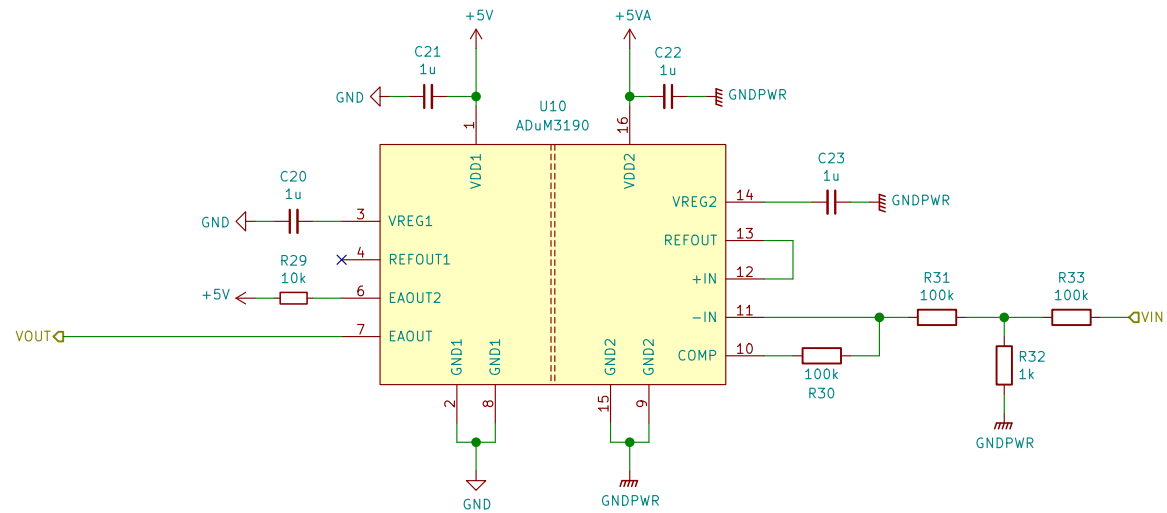 +5V
+5VA
C21
1u
C22
1u
GND
GNDPWR
U10
ADuM3190
1
16
VDD1
VDD2
C20
1u
C23
1u
GND
3
VREG1
VREG2
14
GNDPWR
4
REFOUT1
REFOUT
13
R29
10k
+IN
12
+5V
6
EAOUT2
R31
100k
R33
100k
-IN
11
VIN
VOUT
7
EAOUT
COMP
10
R32
1k
GND1
GND1
GND2
GND2
100k
R30
2
8
15
9
GNDPWR
GND
GNDPWR